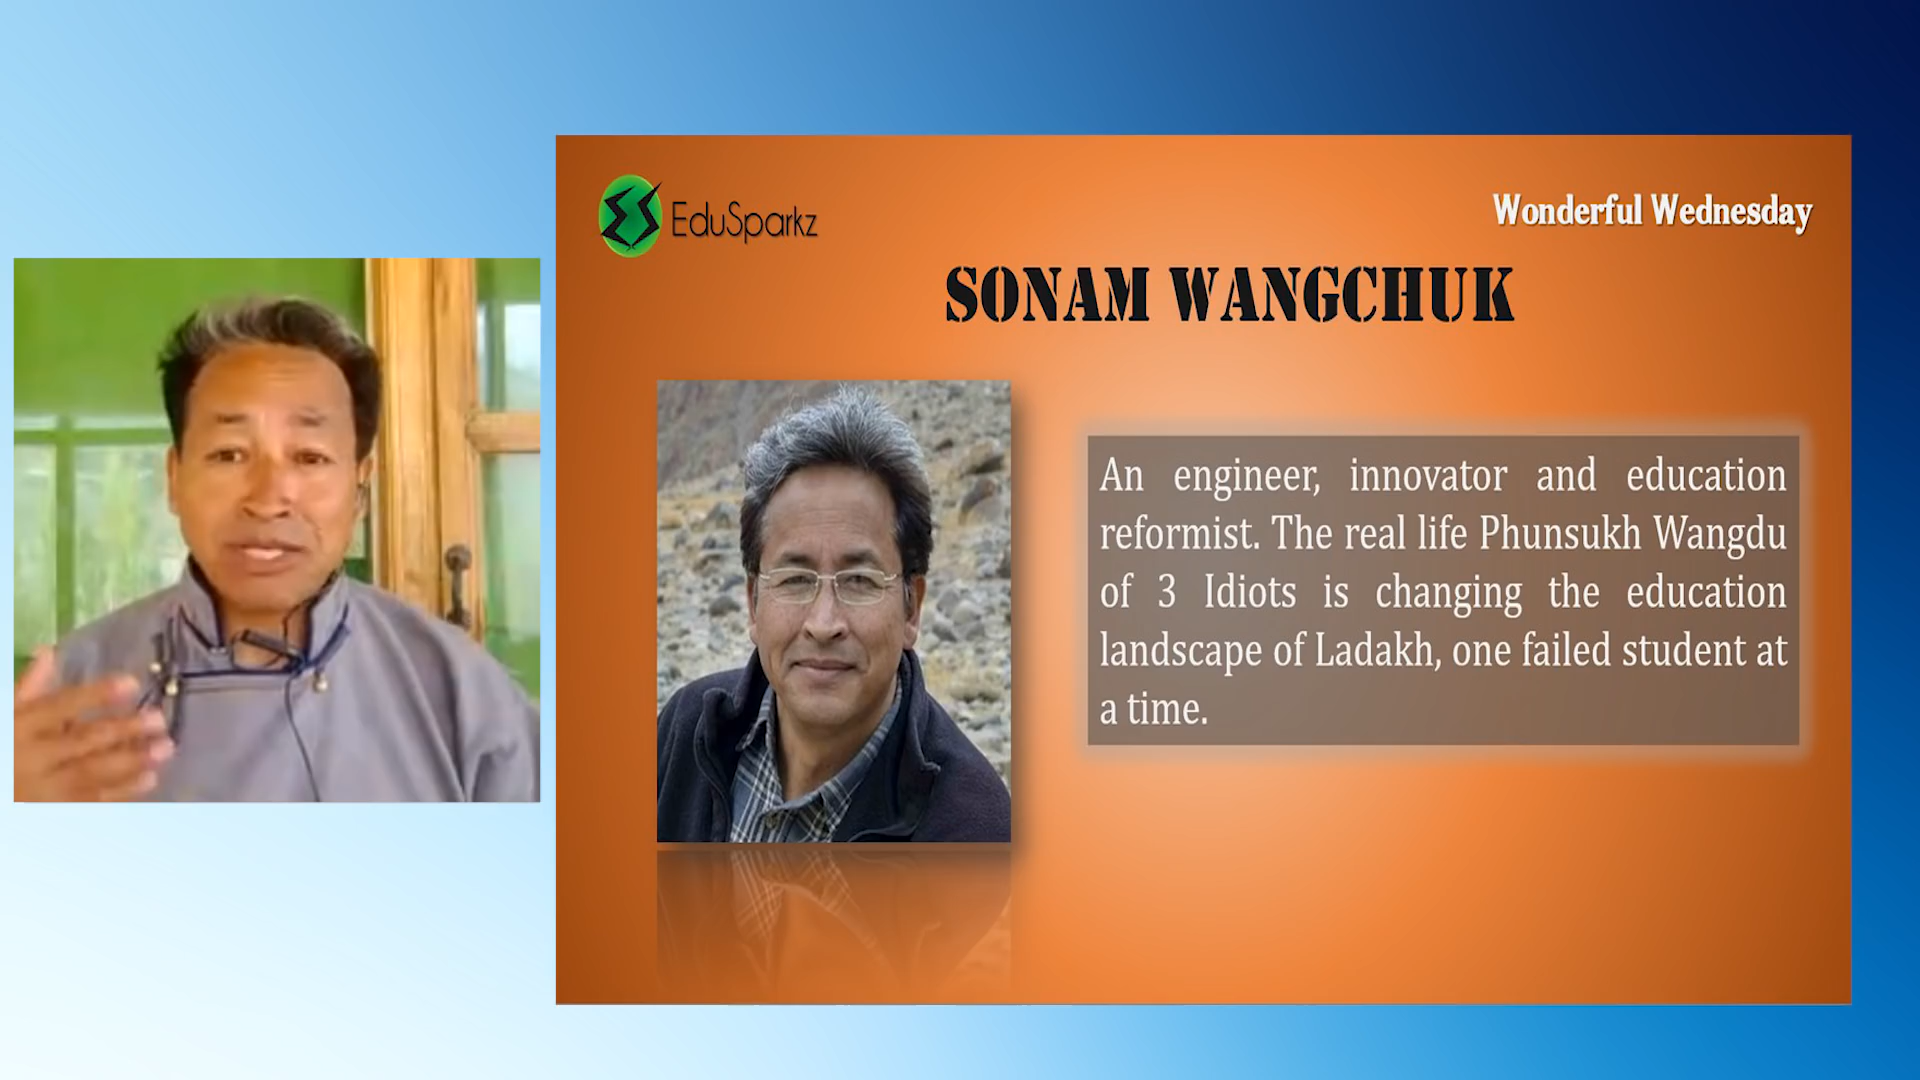 EduSparkz
Wonderful Wednesday
SONAM WANGCHUK
An engineer, innovator and education
reformist. The real life Phunsukh Wangdu
of 3 Idiots is changing the education
landscape of Ladakh, one failed student at
a time.